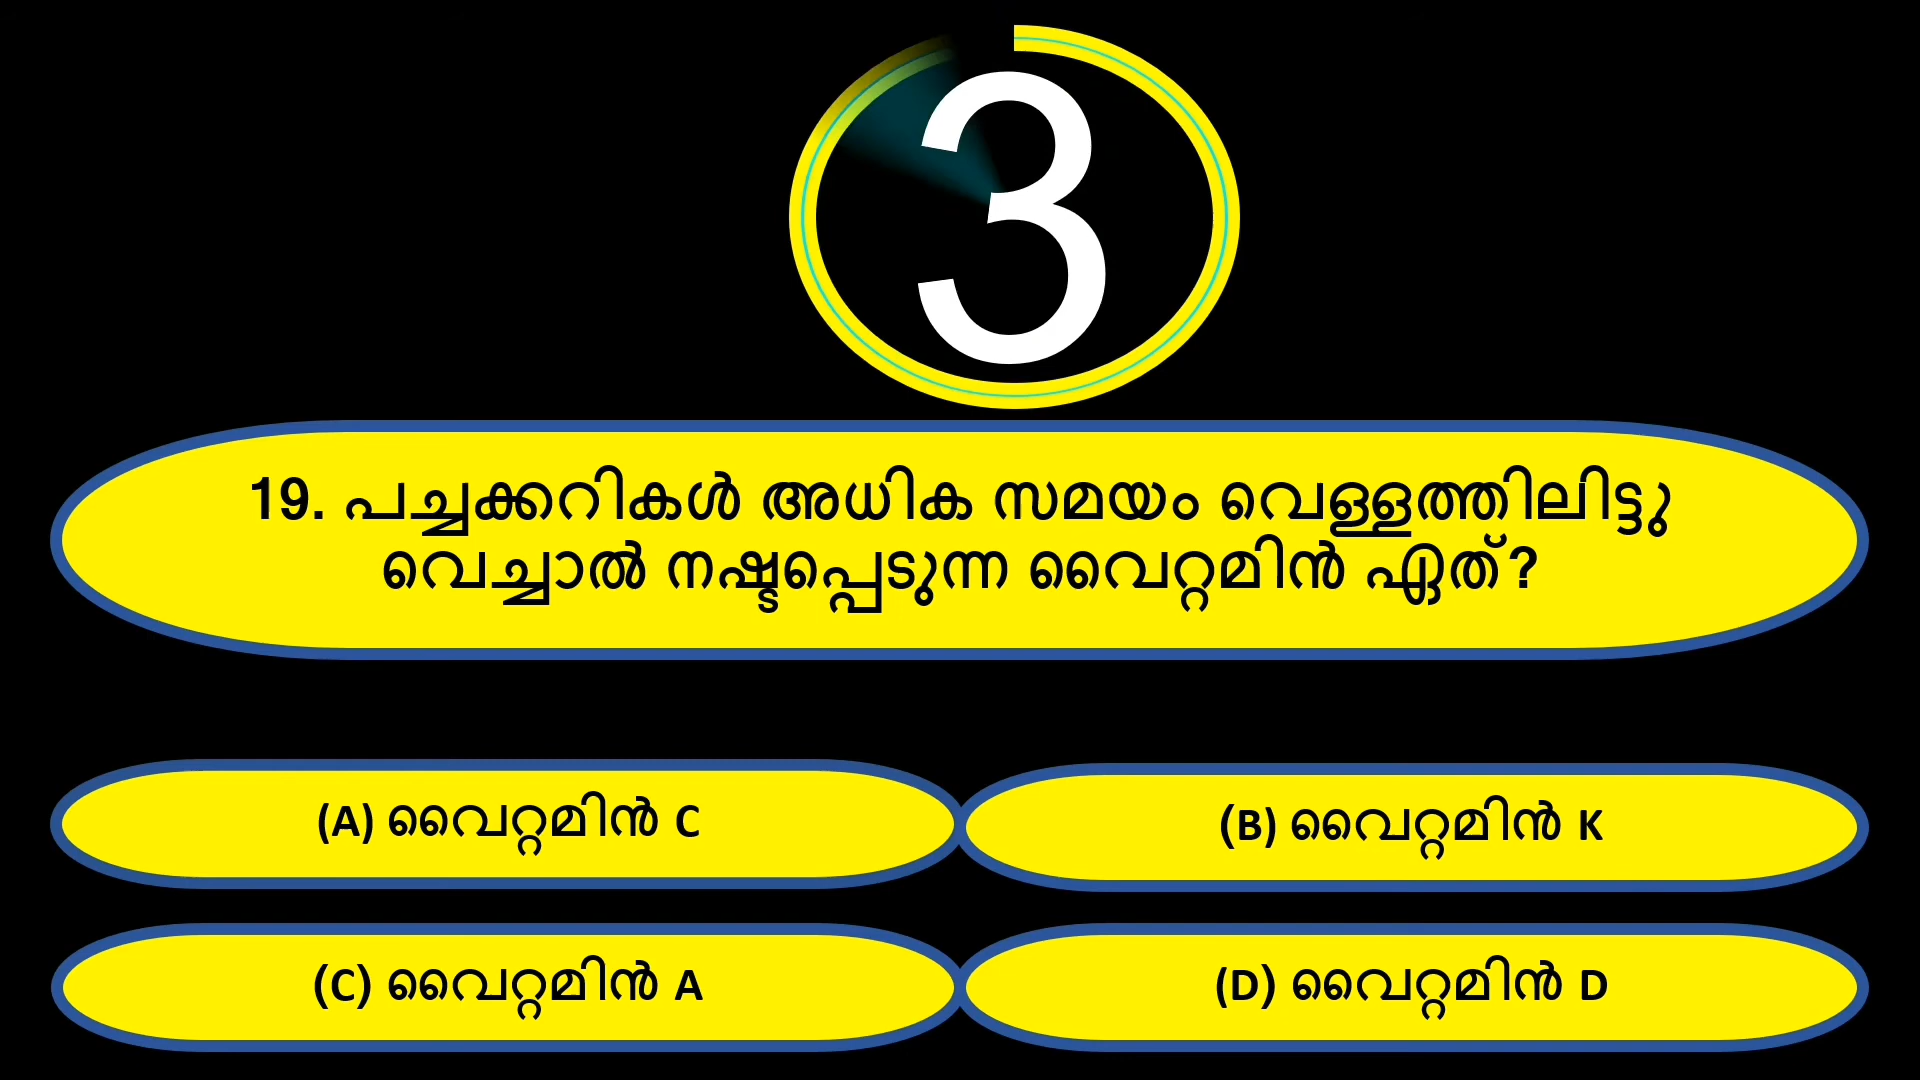 3
19. പച്ചക്കറികൾ അധിക സമയം വെള്ളത്തിലിട്ടു
വെച്ചാൽ നഷ്ടപ്പെടുന്ന വൈറ്റമിൻ ഏത്?
(A) വൈറ്റമിൻ C
(B) വൈറ്റമിൻ K
(C) വൈറ്റമിൻ A
(D) വൈറ്റമിൻ D